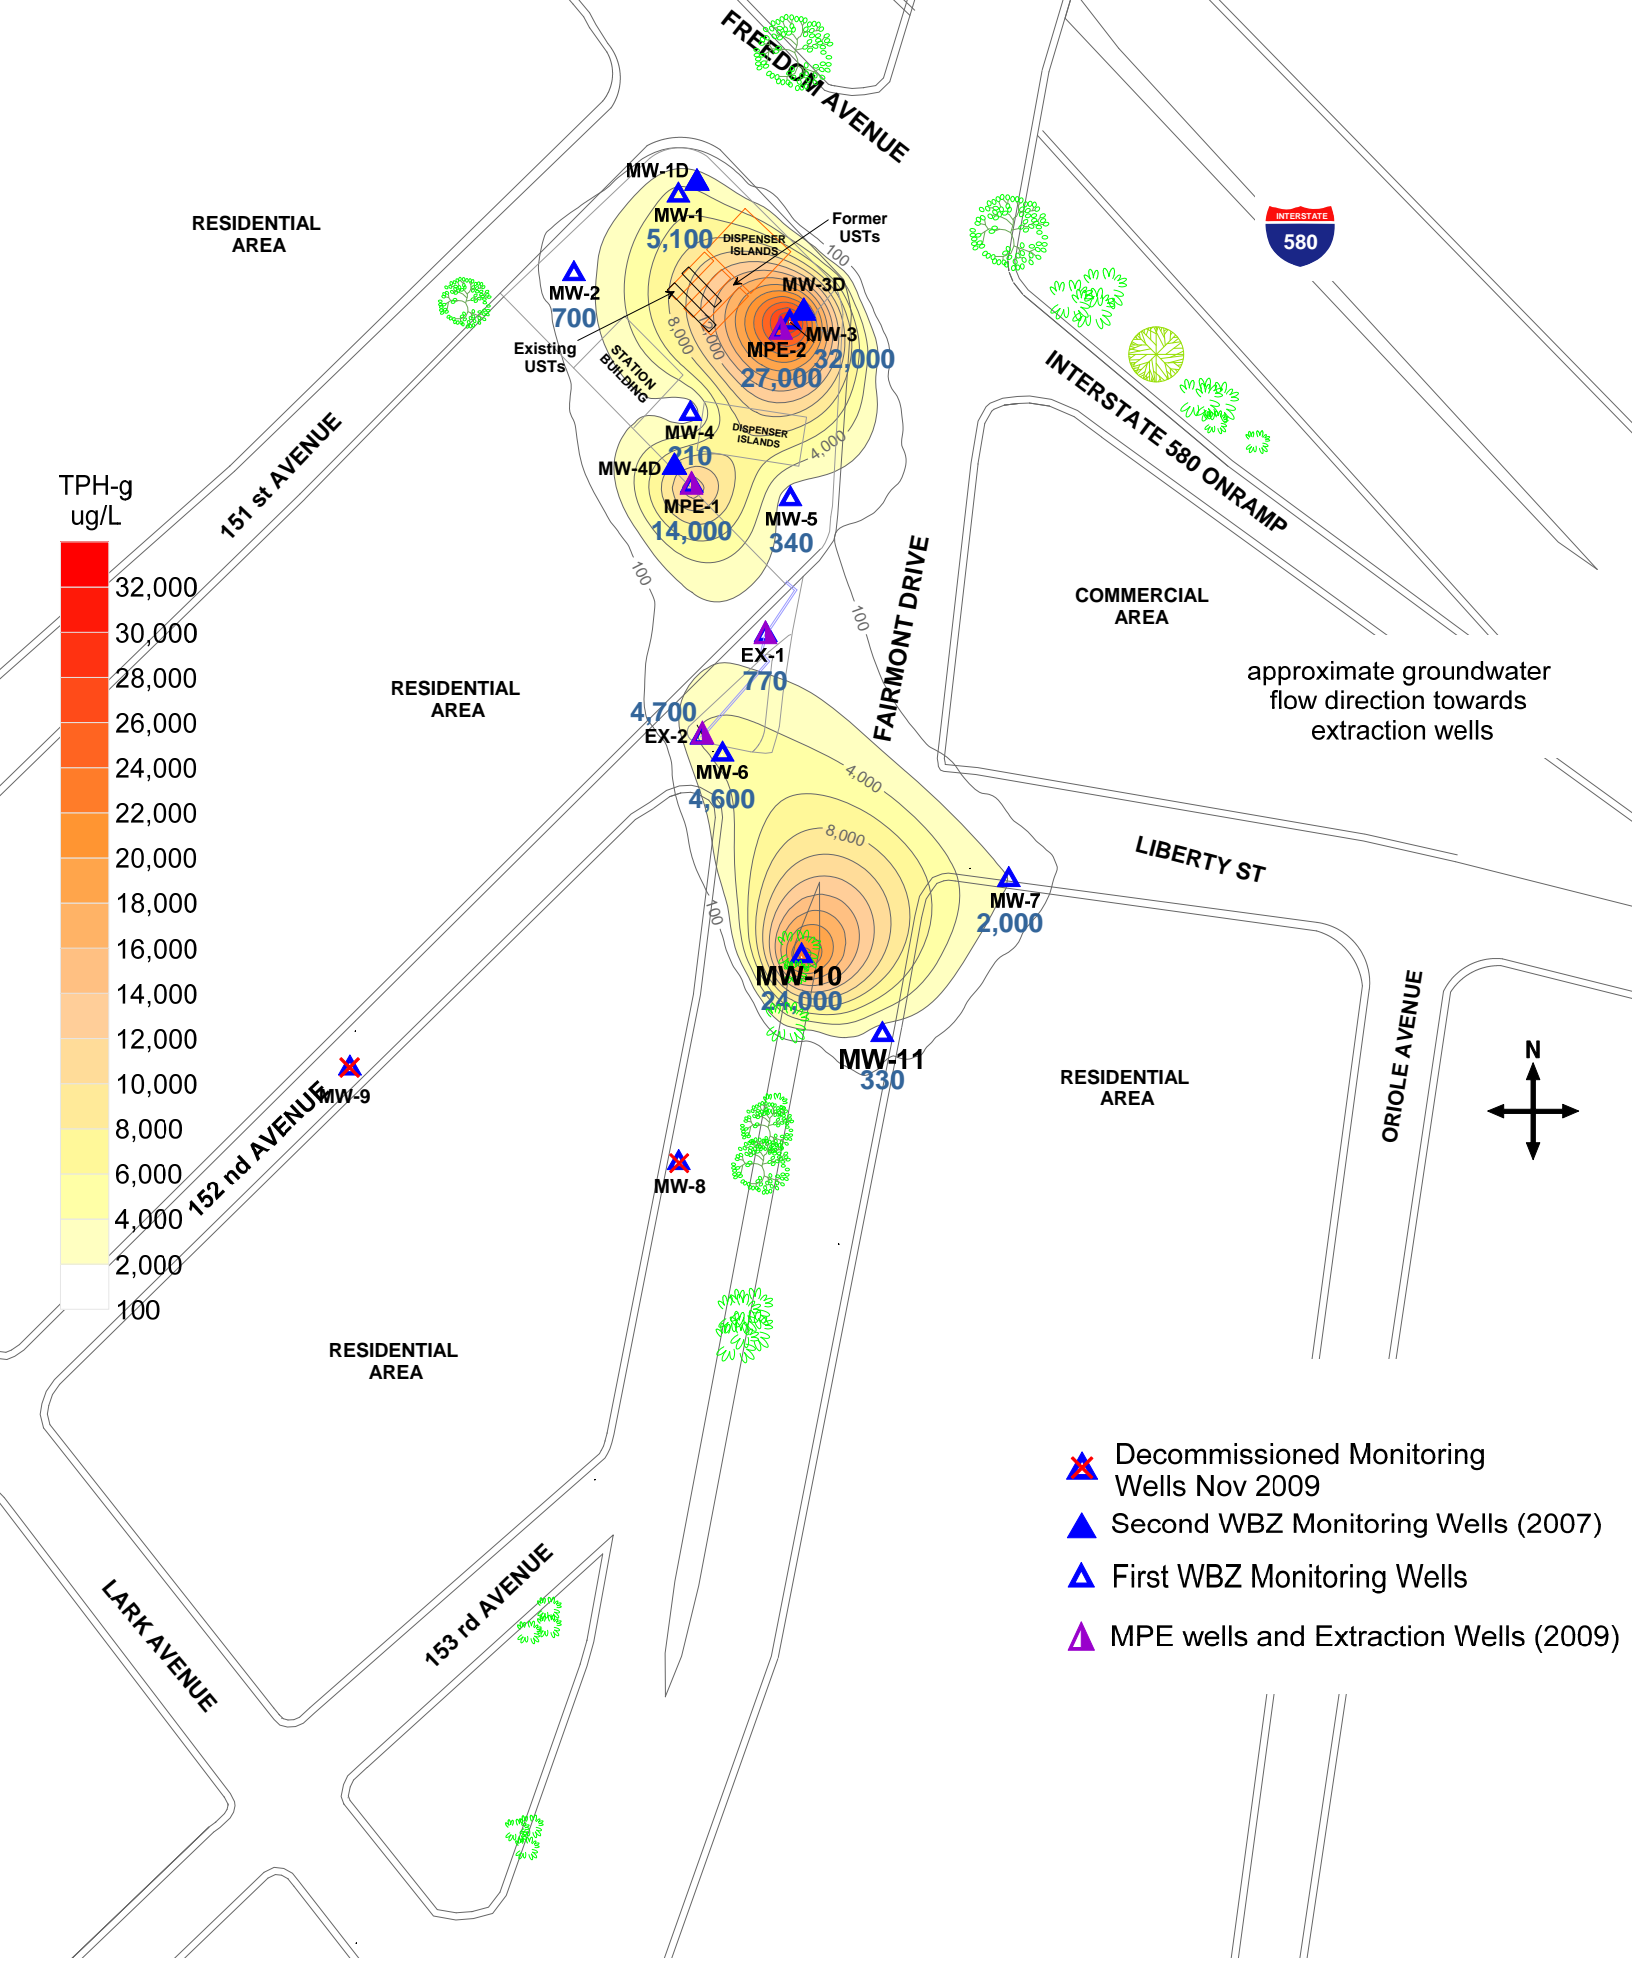 FREEDOM AVENUE
MW-1D
MW-1
5,100
DISPENSER
ISLANDS
Former
USTs
100
RESIDENTIAL
AREA
INTERSTATE
580
MW-2
700
MW-3D
MW-3
32,000
MPE-2
27,000
8,000
12,000
Existing
USTs
STATION
BUILDING
MW-4
210
DISPENSER
ISLANDS
4,000
MW-4D
MPE-1
14,000
MW-5
340
INTERSTATE 580 ONRAMP
151 st AVENUE
TPH-g
ug/L
32,000
30,000
28,000
26,000
24,000
22,000
20,000
18,000
16,000
14,000
12,000
10,000
8,000
6,000
4,000
2,000
100
100
100
FAIRMONT DRIVE
COMMERCIAL
AREA
EX-1
770
RESIDENTIAL
AREA
approximate groundwater
flow direction towards
extraction wells
4,700
EX-2
MW-6
4,600
4,000
8,000
LIBERTY ST
MW-7
2,000
100
MW-10
24,000
MW-11
330
ORIOLE AVENUE
N
RESIDENTIAL
AREA
MW-9
152 nd AVENUE
MW-8
RESIDENTIAL
AREA
Decommissioned Monitoring
Wells Nov 2009
Second WBZ Monitoring Wells (2007)
First WBZ Monitoring Wells
MPE wells and Extraction Wells (2009)
153 rd AVENUE
LARK AVENUE